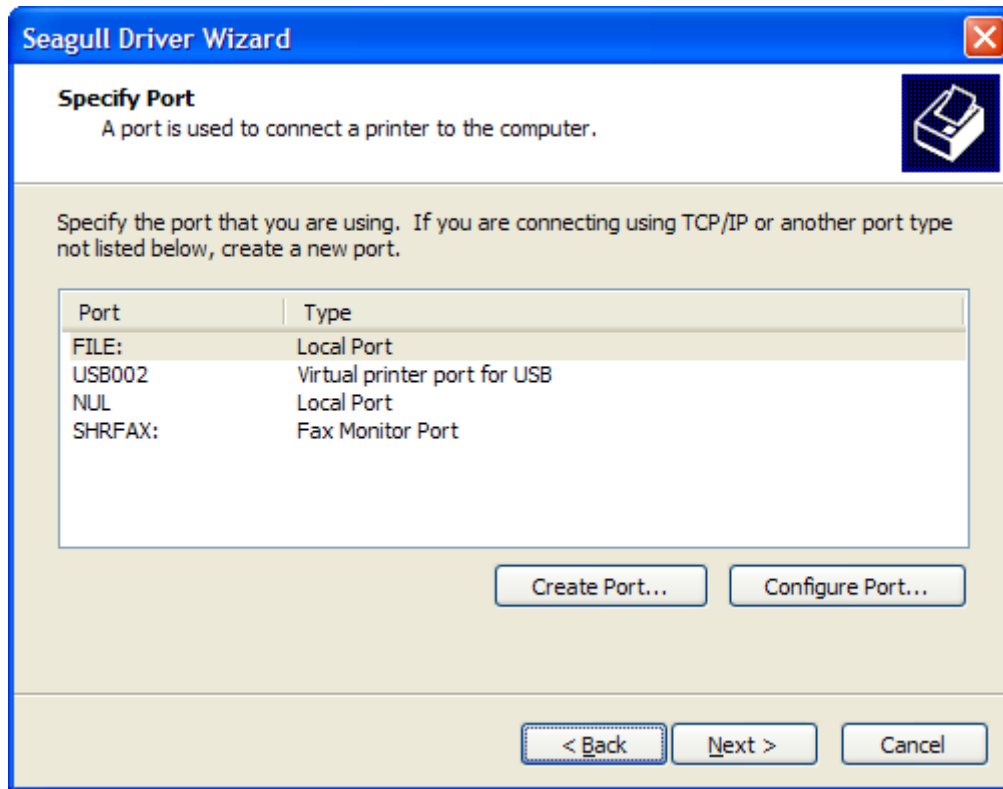 Seagull Driver Wizard
Specify Port
A port is used to connect a printer to the computer.
Specify the port that you are using.  If you are connecting using TCP/IP or another port type
not listed below, create a new port.
Port Type
FILE: Local Port
USB002 Virtual printer port for USB
NUL Local Port
SHRFAX: Fax Monitor Port
Create Port... Configure Port...
< Back Next > Cancel